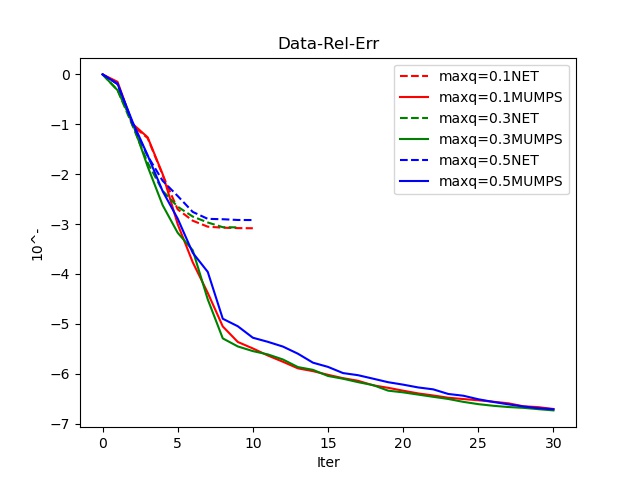 Data-Rel-Err
maxq=0.1NET
maxq=0.1MUMPS
maxq=0.3NET
maxq=0.3MUMPS
maxq=0.5NET
maxq=0.5MUMPS
10^-
0
−1
−2
−3
−4
−5
−6
−7
0 5 10 15 20 25 30
Iter